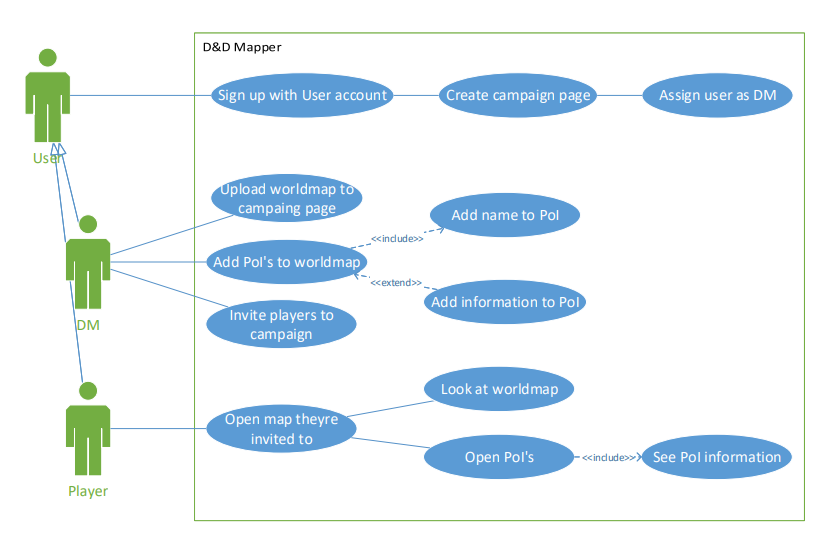 D&D Mapper
Sign up with User account
Create campaign page
Assign user as DM
User
Upload worldmap to
campaing page
Add name to PoI
<<include>>
Add PoI's to worldmap
<<extend>>
Add information to PoI
Invite players to
campaign
DM
Look at worldmap
Open map theyre
invited to
Open PoI's
<<include>>
See PoI information
Player